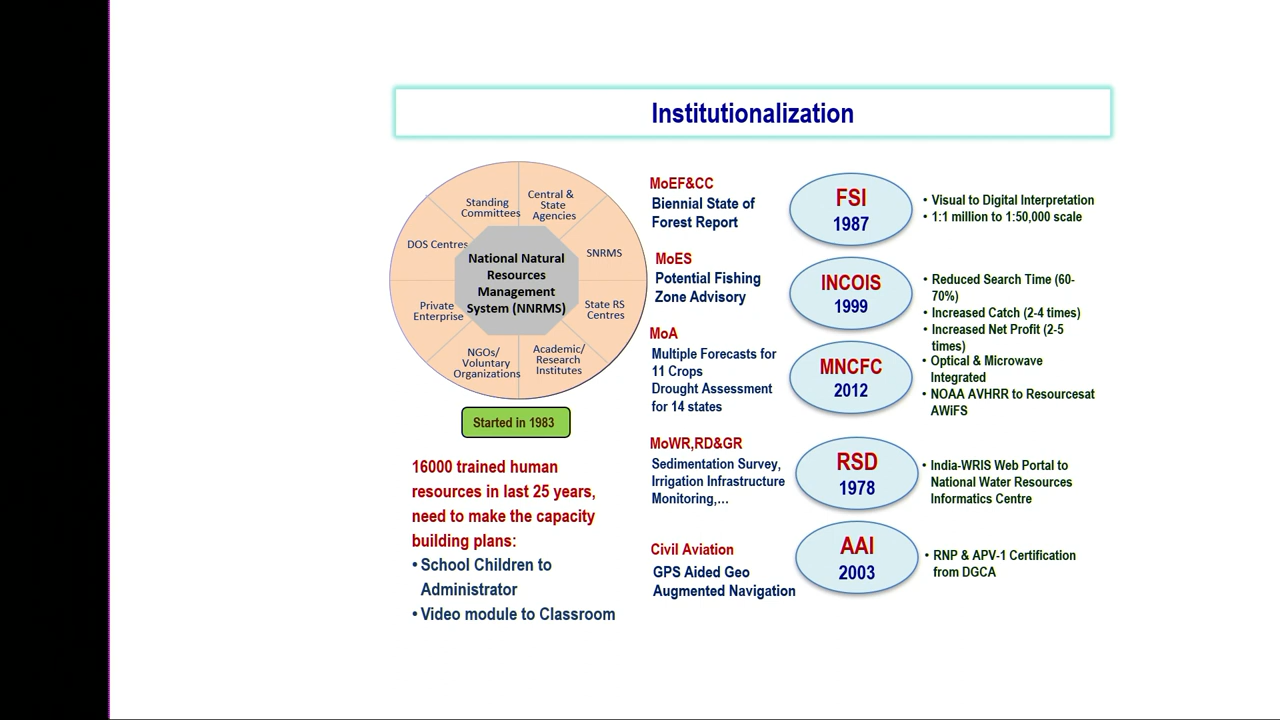 Institutionalization
Standing
Committees
Central &
State
Agencies
DOS Centres
SNRMS
National Natural
Resources
Management
System (NNRMS)
Private
Enterprise
State RS
Centres
NGOs/
Voluntary
Organizations
Academic/
Research
Institutes
Started in 1983
16000 trained human
resources in last 25 years,
need to make the capacity
building plans:
• School Children to
Administrator
• Video module to Classroom
MoEF&CC
Biennial State of
Forest Report
FSI
1987
• Visual to Digital Interpretation
• 1:1 million to 1:50,000 scale
MoES
Potential Fishing
Zone Advisory
INCOIS
1999
• Reduced Search Time (60-
70%)
• Increased Catch (2-4 times)
• Increased Net Profit (2-5
times)
MoA
Multiple Forecasts for
11 Crops
Drought Assessment
for 14 states
MNCFC
2012
• Optical & Microwave
Integrated
• NOAA AVHRR to Resourcesat
AWiFS
MoWR,RD&GR
Sedimentation Survey,
Irrigation Infrastructure
Monitoring,...
RSD
1978
• India-WRIS Web Portal to
National Water Resources
Informatics Centre
Civil Aviation
GPS Aided Geo
Augmented Navigation
AAI
2003
• RNP & APV-1 Certification
from DGCA